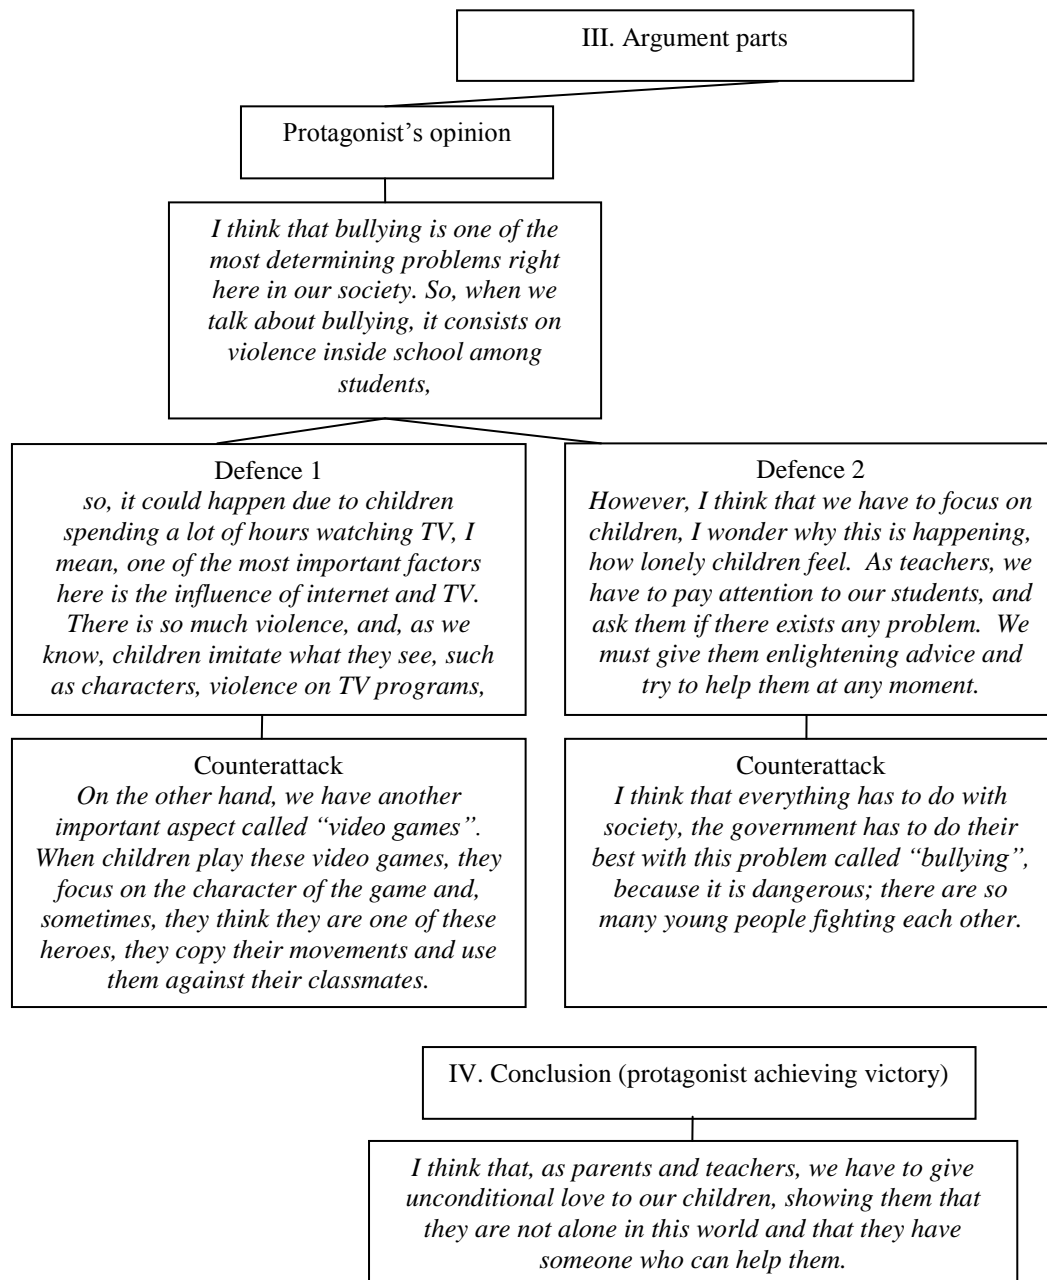 III. Argument parts
Protagonist’s opinion
I think that bullying is one of the
most determining problems right
here in our society. So, when we
talk about bullying, it consists on
violence inside school among
students,
Defence 1
so, it could happen due to children
spending a lot of hours watching TV, I
mean, one of the most important factors
here is the influence of internet and TV.
There is so much violence, and, as we
know, children imitate what they see, such
as characters, violence on TV programs,
Defence 2
However, I think that we have to focus on
children, I wonder why this is happening,
how lonely children feel.  As teachers, we
have to pay attention to our students, and
ask them if there exists any problem.  We
must give them enlightening advice and
try to help them at any moment.
Counterattack
On the other hand, we have another
important aspect called “video games”.
When children play these video games, they
focus on the character of the game and,
sometimes, they think they are one of these
heroes, they copy their movements and use
them against their classmates.
Counterattack
I think that everything has to do with
society, the government has to do their
best with this problem called “bullying”,
because it is dangerous; there are so
many young people fighting each other.
IV. Conclusion (protagonist achieving victory)
I think that, as parents and teachers, we have to give
unconditional love to our children, showing them that
they are not alone in this world and that they have
someone who can help them.